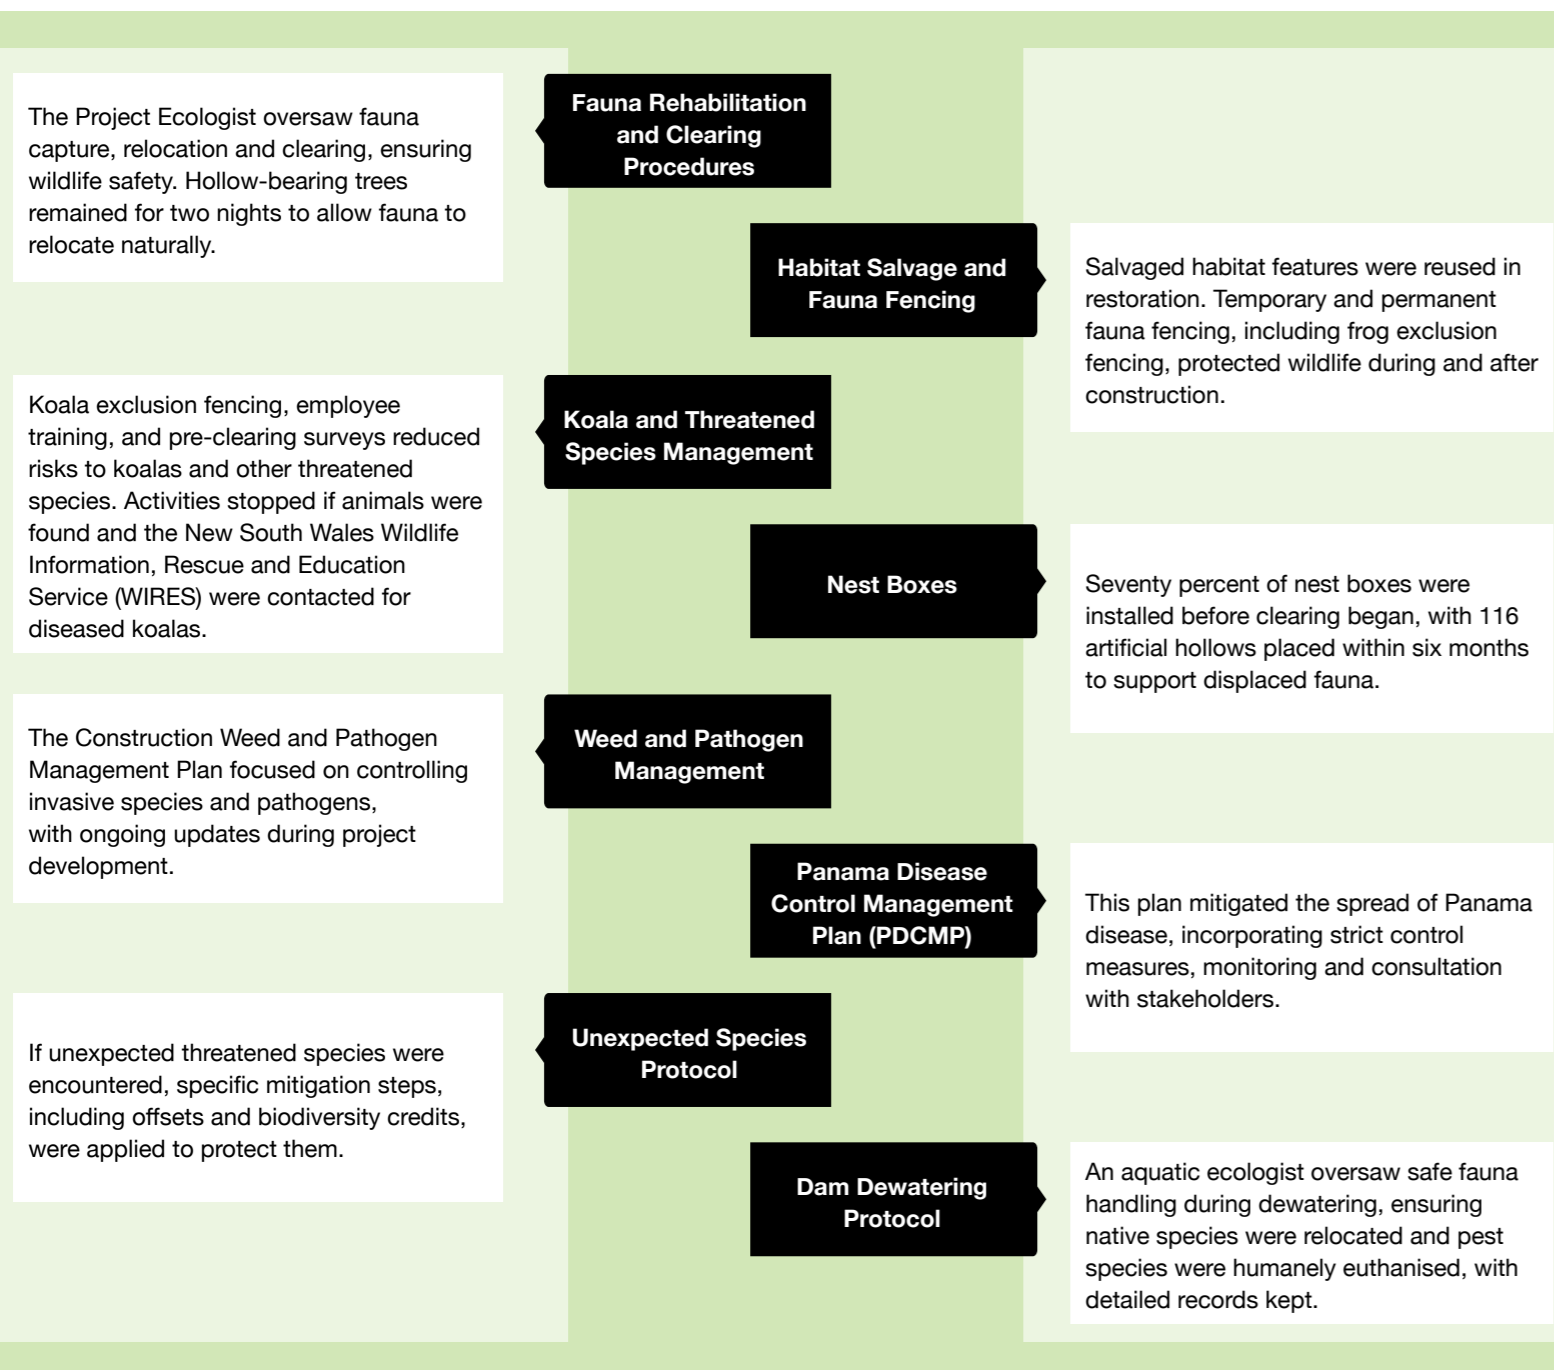 Fauna Rehabilitation
and Clearing
Procedures
The Project Ecologist oversaw fauna
capture, relocation and clearing, ensuring
wildlife safety. Hollow-bearing trees
remained for two nights to allow fauna to
relocate naturally.
Habitat Salvage and
Fauna Fencing
Salvaged habitat features were reused in
restoration. Temporary and permanent
fauna fencing, including frog exclusion
fencing, protected wildlife during and after
construction.
Koala and Threatened
Species Management
Koala exclusion fencing, employee
training, and pre-clearing surveys reduced
risks to koalas and other threatened
species. Activities stopped if animals were
found and the New South Wales Wildlife
Information, Rescue and Education
Service (WIRES) were contacted for
diseased koalas.
Nest Boxes
Seventy percent of nest boxes were
installed before clearing began, with 116
artificial hollows placed within six months
to support displaced fauna.
Weed and Pathogen
Management
The Construction Weed and Pathogen
Management Plan focused on controlling
invasive species and pathogens,
with ongoing updates during project
development.
Panama Disease
Control Management
Plan (PDCMP)
This plan mitigated the spread of Panama
disease, incorporating strict control
measures, monitoring and consultation
with stakeholders.
Unexpected Species
Protocol
If unexpected threatened species were
encountered, specific mitigation steps,
including offsets and biodiversity credits,
were applied to protect them.
Dam Dewatering
Protocol
An aquatic ecologist oversaw safe fauna
handling during dewatering, ensuring
native species were relocated and pest
species were humanely euthanised, with
detailed records kept.